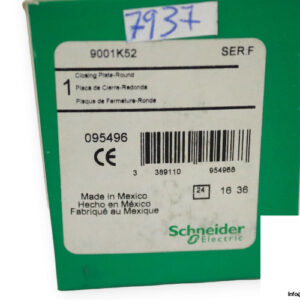 7937
9001K52 SER.F
1 Closing Plate-Round
Placa de Cierre-Redonda
Plaque de Fermeture-Ronde
095496
CE
3 389110 954968
24 16 36
Made in Mexico
Hecho en México
Fabriqué au Mexique
Schneider
Electric